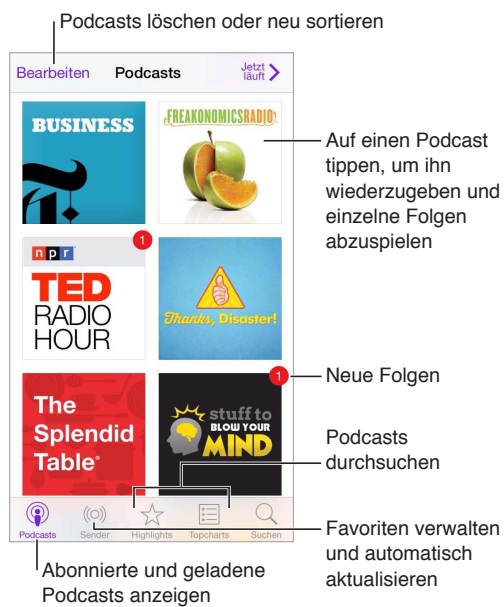 Podcasts löschen oder neu sortieren
Bearbeiten
Podcasts
Jetzt
läuft
BUSINESS
FREAKONOMICSRADIO
Auf einen Podcast
tippen, um ihn
wiederzugeben und
einzelne Folgen
abzuspielen
npr
1
TED
RADIO
HOUR
Thanks, Disaster!
Neue Folgen
1
The
Splendid
Table®
stuff to
BLOW YOUR
MIND
Podcasts
durchsuchen
Podcasts
Sender
Highlights
Topcharts
Suchen
Favoriten verwalten
und automatisch
aktualisieren
Abonnierte und geladene
Podcasts anzeigen